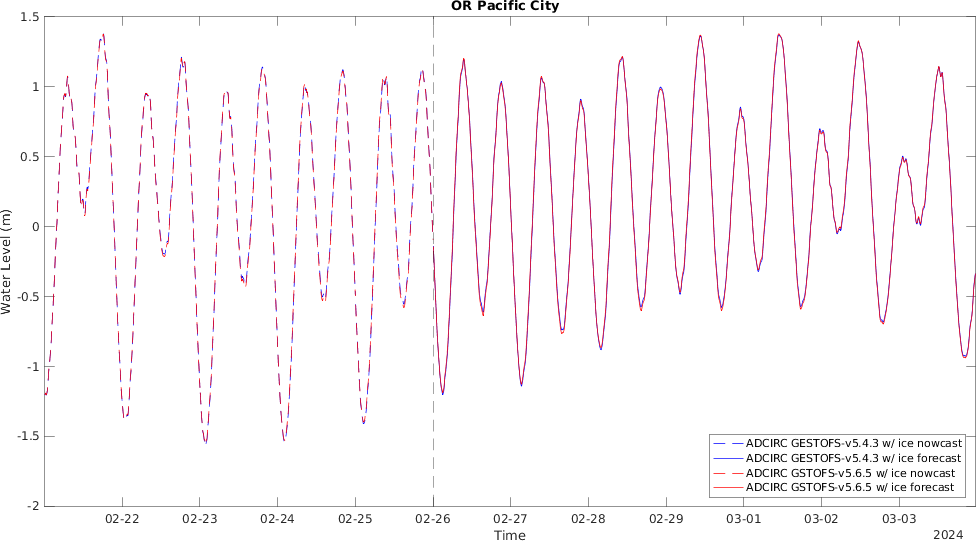 OR Pacific City
1.5
1
0.5
0
-0.5
-1
-1.5
-2
Water Level (m)
ADCIRC GESTOFS-v5.4.3 w/ ice nowcast
ADCIRC GESTOFS-v5.4.3 w/ ice forecast
ADCIRC GSTOFS-v5.6.5 w/ ice nowcast
ADCIRC GSTOFS-v5.6.5 w/ ice forecast
02-22 02-23 02-24 02-25 02-26 02-27 02-28 02-29 03-01 03-02 03-03
Time
2024